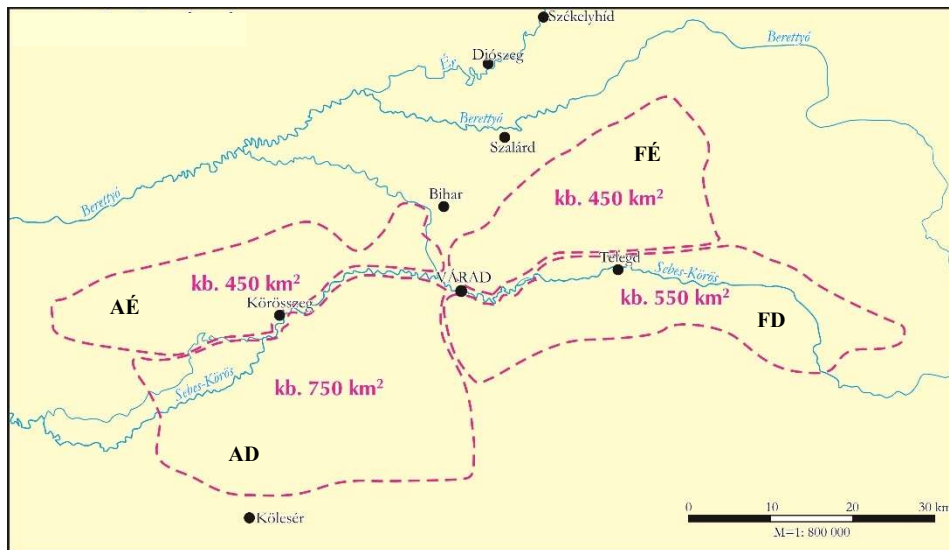 Székelyhíd
Diószeg
Ér
Berettyó
Berettyó
Szalárd
FÉ
kb. 450 km²
Bihar
Berettyó
Telegd
Sebes-Körös
VÁRAD
kb. 450 km²
kb. 550 km²
AÉ
Körösszeg
FD
Sebes-Körös
kb. 750 km²
AD
Kölesér
0 10 20 30 km
M=1: 800 000